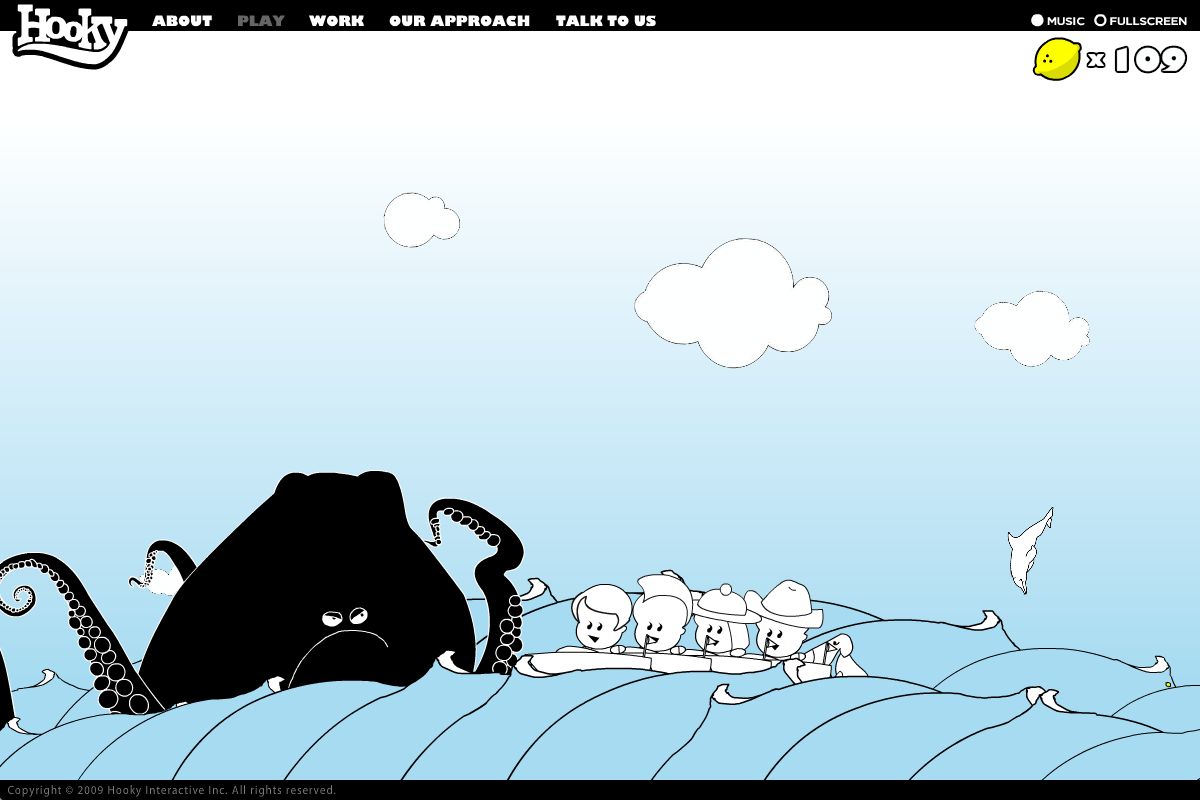 Hooky
ABOUT PLAY WORK OUR APPROACH TALK TO US
MUSIC FULLSCREEN
x 109
Copyright © 2009 Hooky Interactive Inc. All rights reserved.